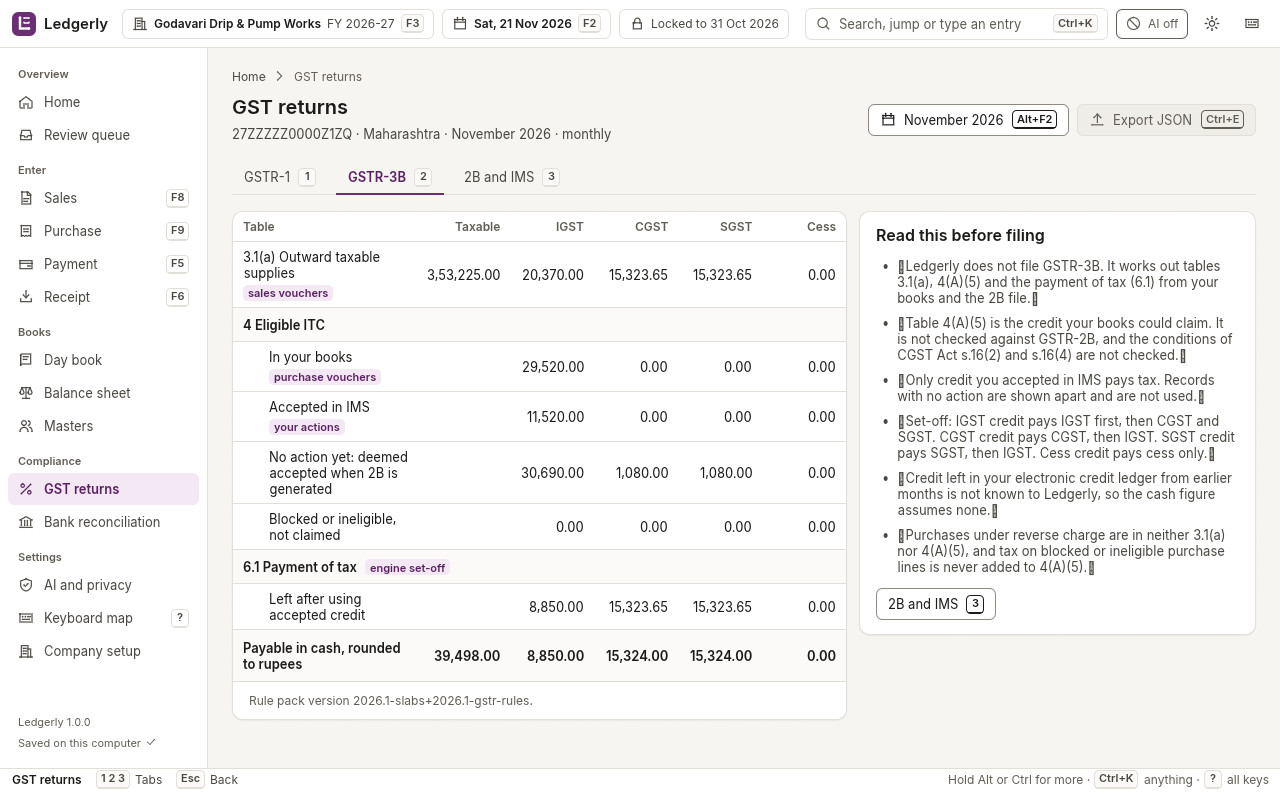 Ledgerly
Godavari Drip & Pump Works FY 2026-27 F3
Sat, 21 Nov 2026 F2
Locked to 31 Oct 2026
Search, jump or type an entry Ctrl+K
AI off
Overview
Home
Review queue
Enter
Sales F8
Purchase F9
Payment F5
Receipt F6
Books
Day book
Balance sheet
Masters
Compliance
GST returns
Bank reconciliation
Settings
AI and privacy
Keyboard map ?
Company setup
Ledgerly 1.0.0
Saved on this computer
Home GST returns
GST returns
27ZZZZZ0000Z1ZQ · Maharashtra · November 2026 · monthly
November 2026 Alt+F2
Export JSON Ctrl+E
GSTR-1 1 GSTR-3B 2 2B and IMS 3
Table Taxable IGST CGST SGST Cess
3.1(a) Outward taxable
supplies 3,53,225.00 20,370.00 15,323.65 15,323.65 0.00
sales vouchers
4 Eligible ITC
In your books 29,520.00 0.00 0.00 0.00
purchase vouchers
Accepted in IMS 11,520.00 0.00 0.00 0.00
your actions
No action yet: deemed
accepted when 2B is 30,690.00 1,080.00 1,080.00 0.00
generated
Blocked or ineligible,
not claimed 0.00 0.00 0.00 0.00
6.1 Payment of tax engine set-off
Left after using
accepted credit 8,850.00 15,323.65 15,323.65 0.00
Payable in cash, rounded
to rupees 39,498.00 8,850.00 15,324.00 15,324.00 0.00
Rule pack version 2026.1-slabs+2026.1-gstr-rules.
Read this before filing
• Ledgerly does not file GSTR-3B. It works out tables
3.1(a), 4(A)(5) and the payment of tax (6.1) from your
books and the 2B file.
• Table 4(A)(5) is the credit your books could claim. It
is not checked against GSTR-2B, and the conditions of
CGST Act s.16(2) and s.16(4) are not checked.
• Only credit you accepted in IMS pays tax. Records
with no action are shown apart and are not used.
• Set-off: IGST credit pays IGST first, then CGST and
SGST. CGST credit pays CGST, then IGST. SGST credit
pays SGST, then IGST. Cess credit pays cess only.
• Credit left in your electronic credit ledger from earlier
months is not known to Ledgerly, so the cash figure
assumes none.
• Purchases under reverse charge are in neither 3.1(a)
nor 4(A)(5), and tax on blocked or ineligible purchase
lines is never added to 4(A)(5).
2B and IMS 3
GST returns 1 2 3 Tabs Esc Back
Hold Alt or Ctrl for more · Ctrl+K anything · ? all keys